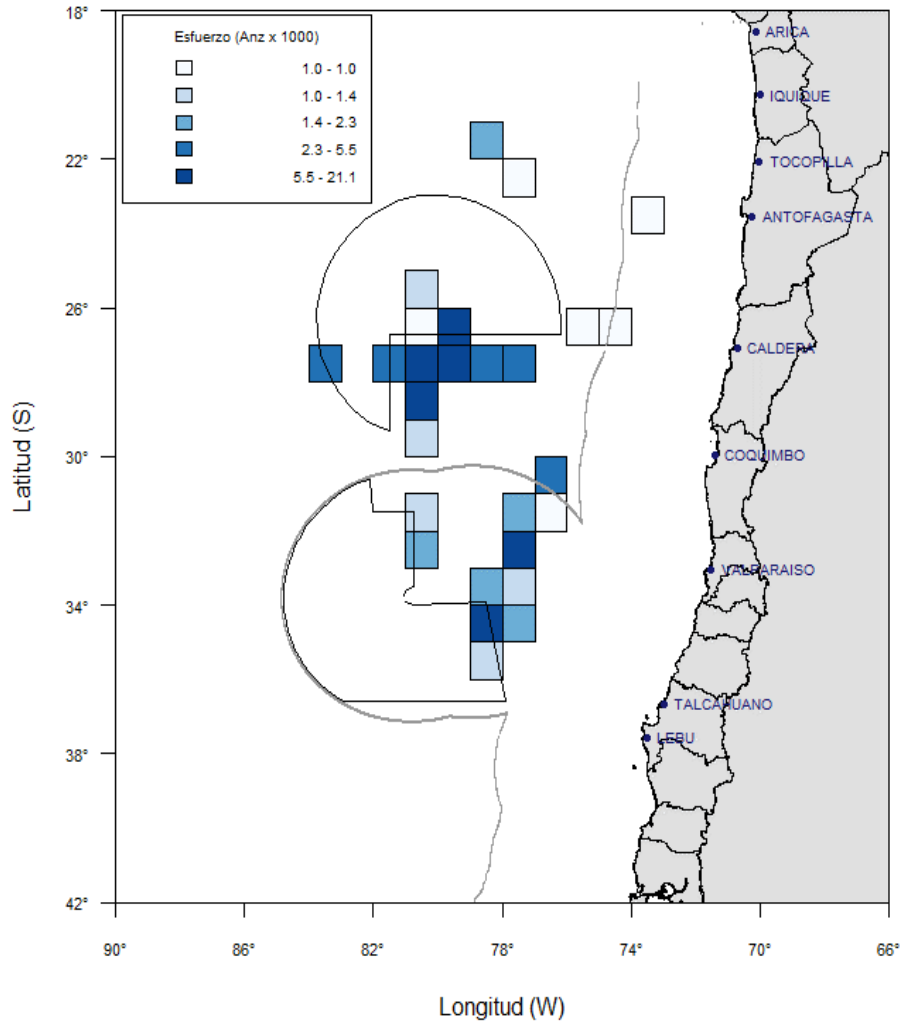 18°
22°
26°
30°
34°
38°
42°
Latitud (S)
Esfuerzo (Anz x 1000)
1.0 - 1.0
1.0 - 1.4
1.4 - 2.3
2.3 - 5.5
5.5 - 21.1
ARICA
IQUIQUE
TOCOPILLA
ANTOFAGASTA
CALDERA
COQUIMBO
VALPARAISO
TALCAHUANO
LEBU
90°
86°
82°
78°
74°
70°
66°
Longitud (W)